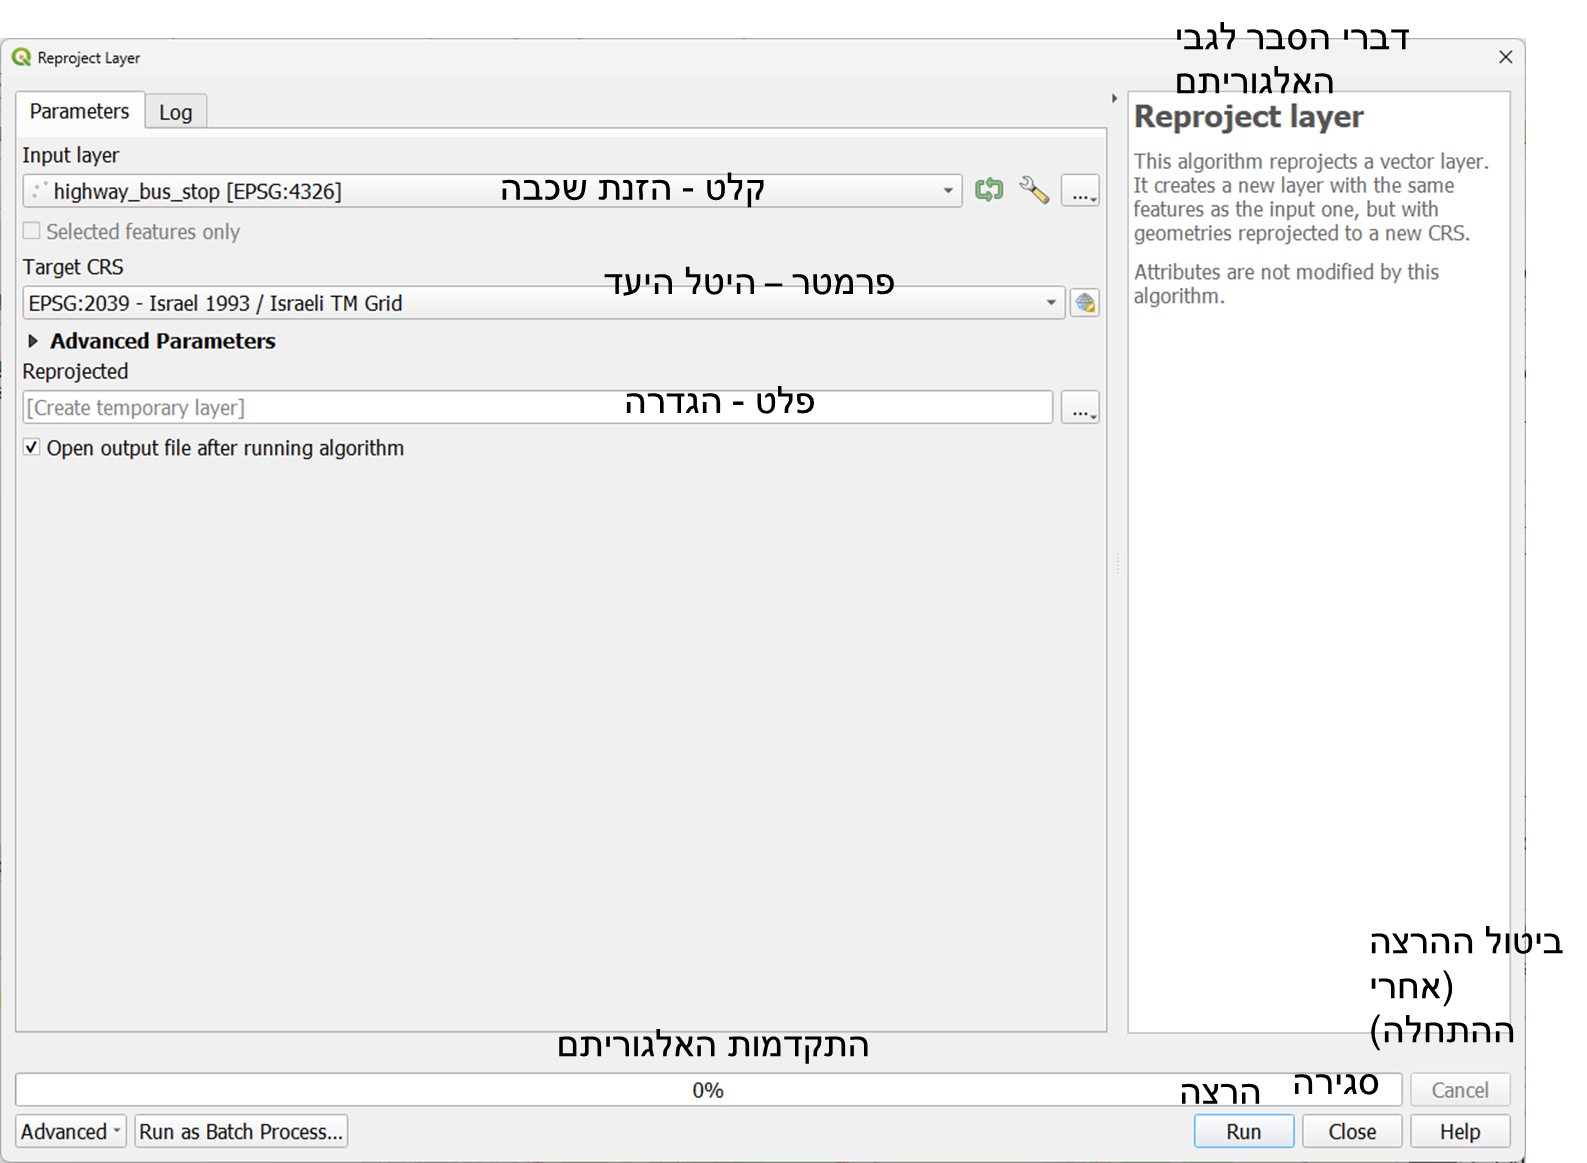 דברי הסבר לגבי
האלגוריתם
Reproject Layer
Parameters
Log
Reproject layer
Input layer
This algorithm reprojects a vector layer.
It creates a new layer with the same
features as the input one, but with
geometries reprojected to a new CRS.
Attributes are not modified by this
algorithm.
highway_bus_stop [EPSG:4326]
קלט - הזנת שכבה
...
Selected features only
Target CRS
פרמטר – היטל היעד
EPSG:2039 - Israel 1993 / Israeli TM Grid
Advanced Parameters
Reprojected
[Create temporary layer]
פלט - הגדרה
...
Open output file after running algorithm
ביטול ההרצה
(אחרי
ההתחלה)
התקדמות האלגוריתם
0%
הרצה
סגירה
Cancel
Advanced
Run as Batch Process...
Run
Close
Help